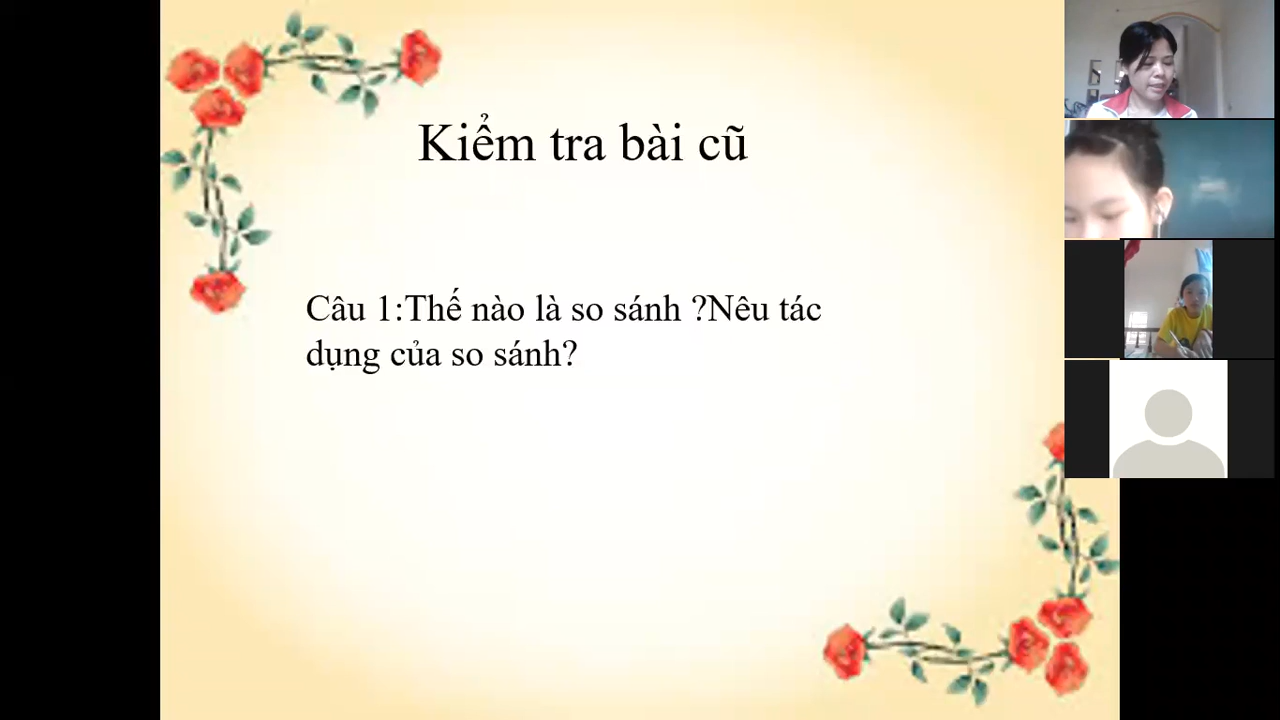 Kiểm tra bài cũ
Câu 1:Thế nào là so sánh ?Nêu tác
dụng của so sánh?